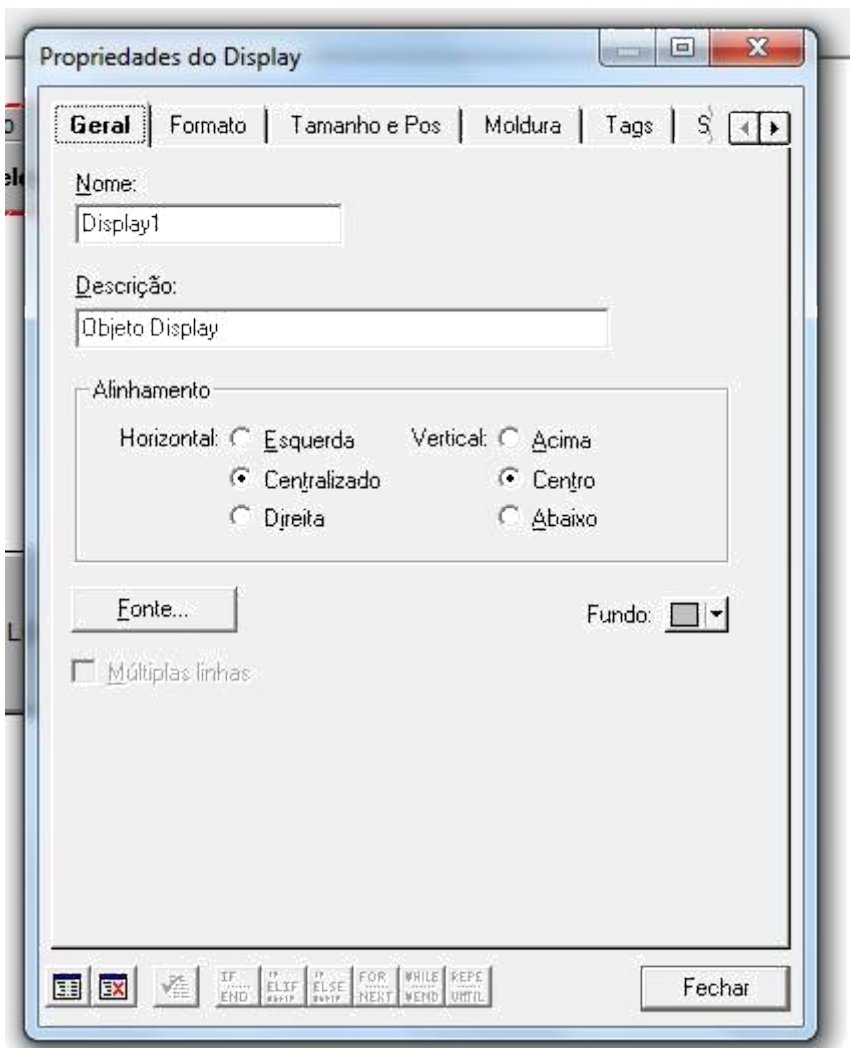 Propriedades do Display
Geral Formato Tamanho e Pos Moldura Tags S
Nome:
Display1
Descrição:
Objeto Display
Alinhamento
Horizontal: Esquerda Vertical: Acima
Centralizado Centro
Direita Abaixo
Fonte... Fundo:
L
Múltiplas linhas
IF END IF ELIF IF ELSE FOR NEXT WHILE WEND REPE UNTIL
Fechar